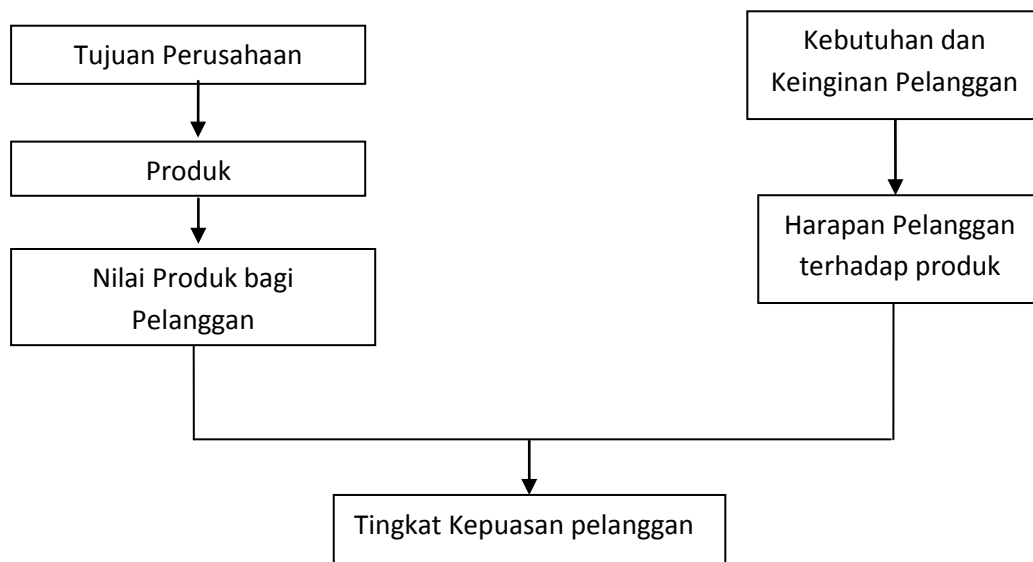 Tujuan Perusahaan
Produk
Nilai Produk bagi
Pelanggan
Kebutuhan dan
Keinginan Pelanggan
Harapan Pelanggan
terhadap produk
Tingkat Kepuasan pelanggan